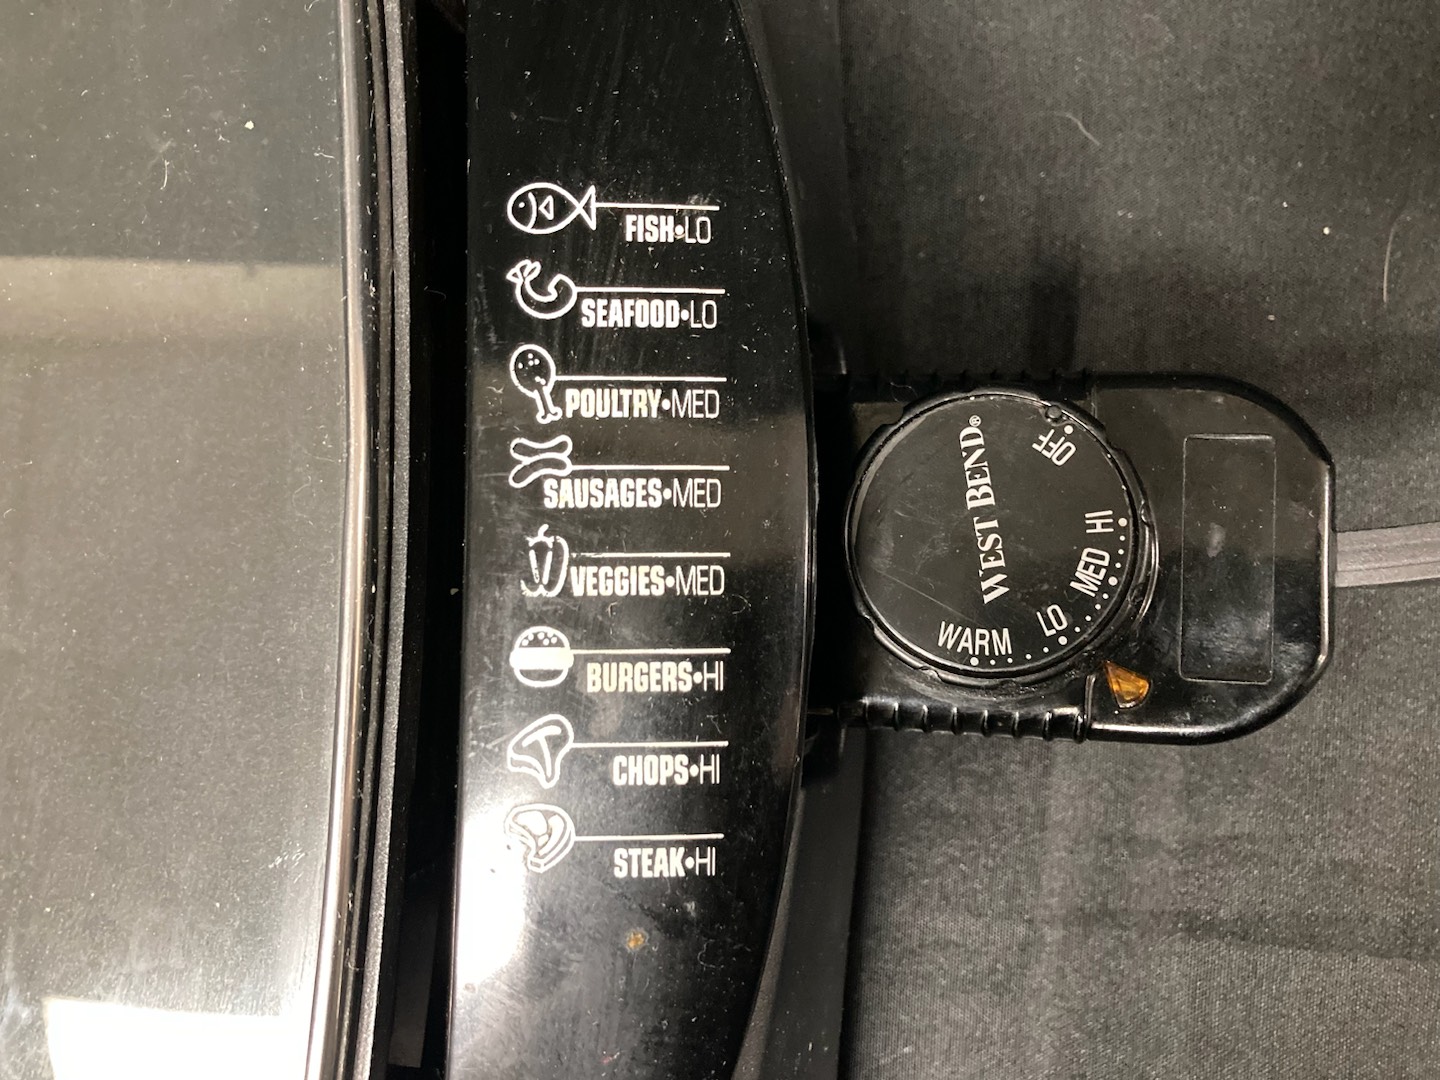 FISH•LO
SEAFOOD•LO
POULTRY•MED
SAUSAGES•MED
VEGGIES•MED
BURGERS•HI
CHOPS•HI
STEAK•HI
WEST BEND®
OFF
HI
MED
LO
WARM